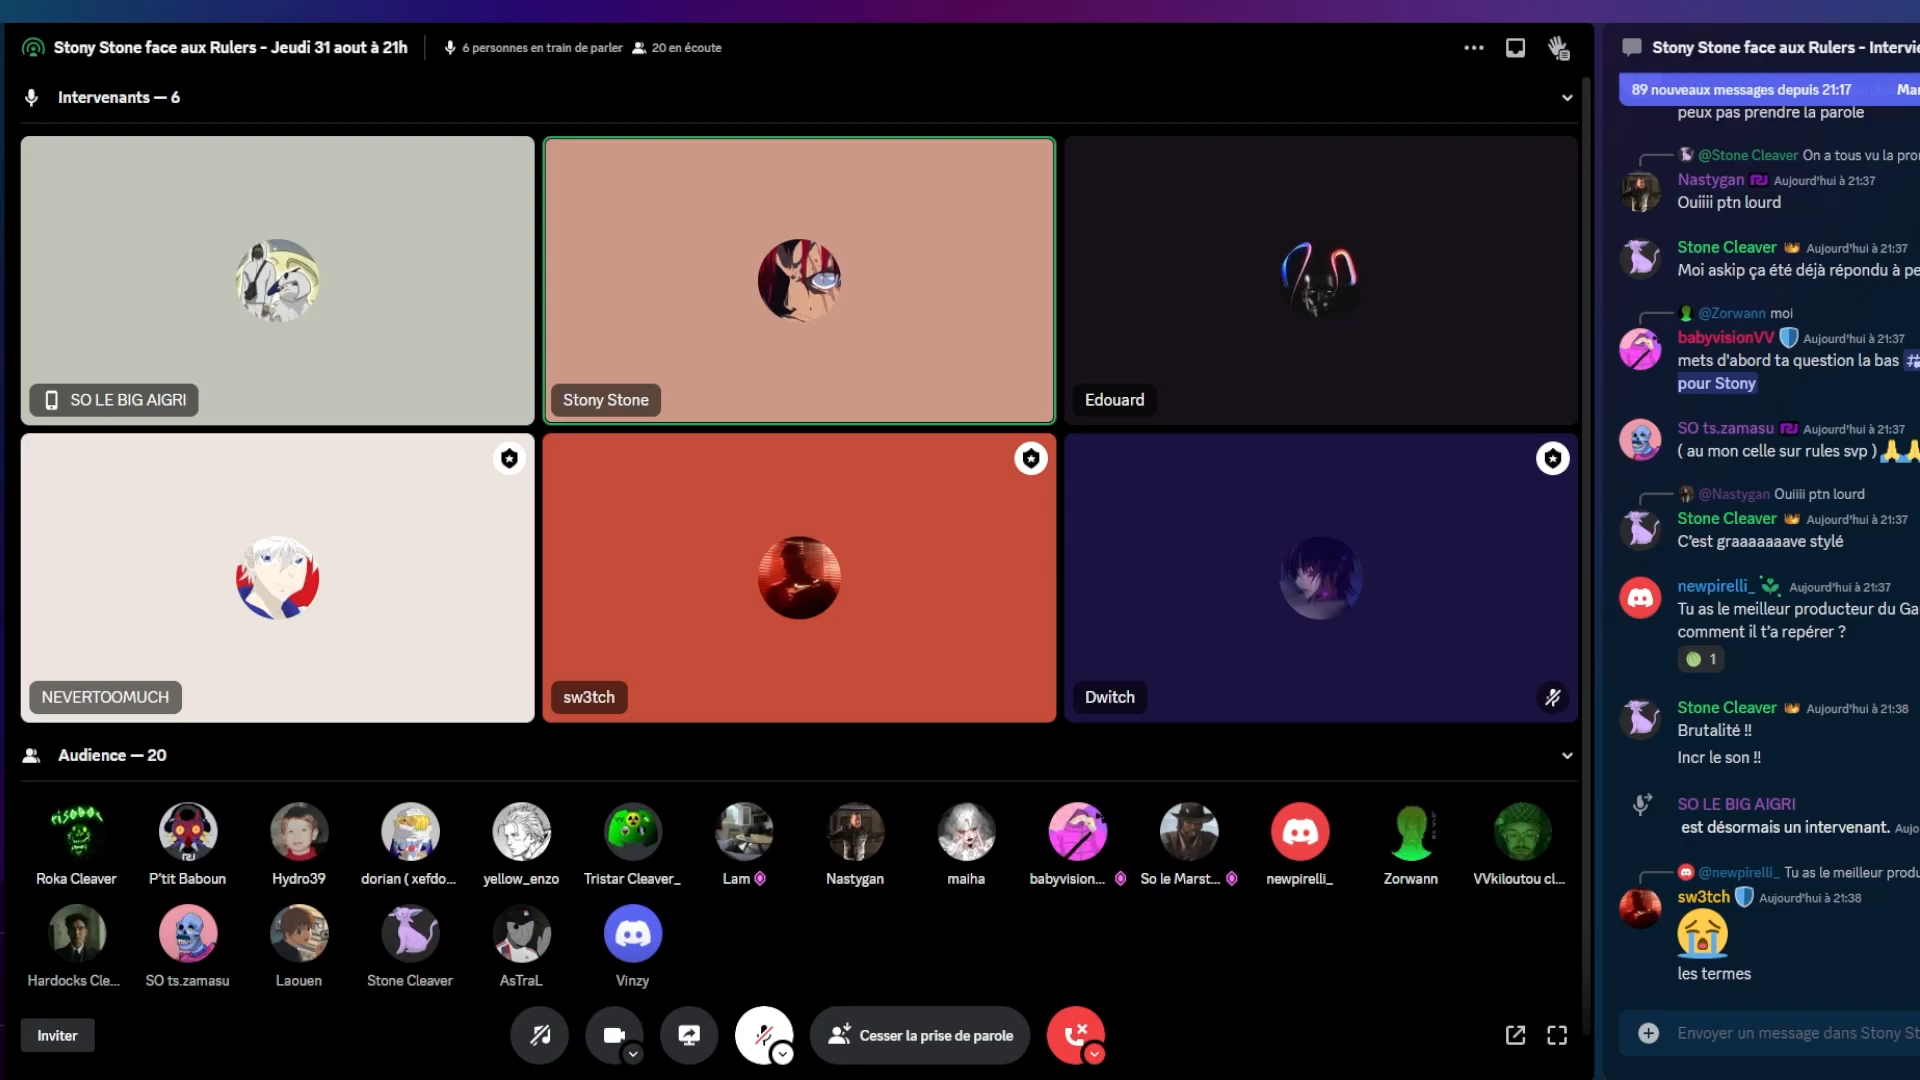 Stony Stone face aux Rulers - Jeudi 31 aout à 21h
6 personnes en train de parler
20 en écoute
Intervenants — 6
SO LE BIG AIGRI
Stony Stone
Edouard
NEVERTOOMUCH
sw3tch
Dwitch
Audience — 20
Roka Cleaver
P'tit Baboun
Hydro39
dorian ( xefdo...
yellow_enzo
Tristar Cleaver_
Lam
Nastygan
maiha
babyvision...
So le Marst...
newpirelli_
Zorwann
VVkiloutou cl...
Hardocks Cle...
SO ts.zamasu
Laouen
Stone Cleaver
AsTraL
Vinzy
Inviter
Cesser la prise de parole
Stony Stone face aux Rulers - Intervie
89 nouveaux messages depuis 21:17
Mar
peux pas prendre la parole
@Stone Cleaver On a tous vu la pro
Nastygan Aujourd'hui à 21:37
Ouiiii ptn lourd
Stone Cleaver Aujourd'hui à 21:37
Moi askip ça été déjà répondu à pe
@Zorwann moi
babyvisionVV Aujourd'hui à 21:37
mets d'abord ta question la bas #
pour Stony
SO ts.zamasu Aujourd'hui à 21:37
( au mon celle sur rules svp )
@Nastygan Ouiiii ptn lourd
Stone Cleaver Aujourd'hui à 21:37
C'est graaaaaaave stylé
newpirelli_ Aujourd'hui à 21:37
Tu as le meilleur producteur du Ga
comment il t'a repérer ?
1
Stone Cleaver Aujourd'hui à 21:38
Brutalité !!
Incr le son !!
SO LE BIG AIGRI
est désormais un intervenant. Aujo
@newpirelli_ Tu as le meilleur produ
sw3tch Aujourd'hui à 21:38
les termes
Envoyer un message dans Stony St